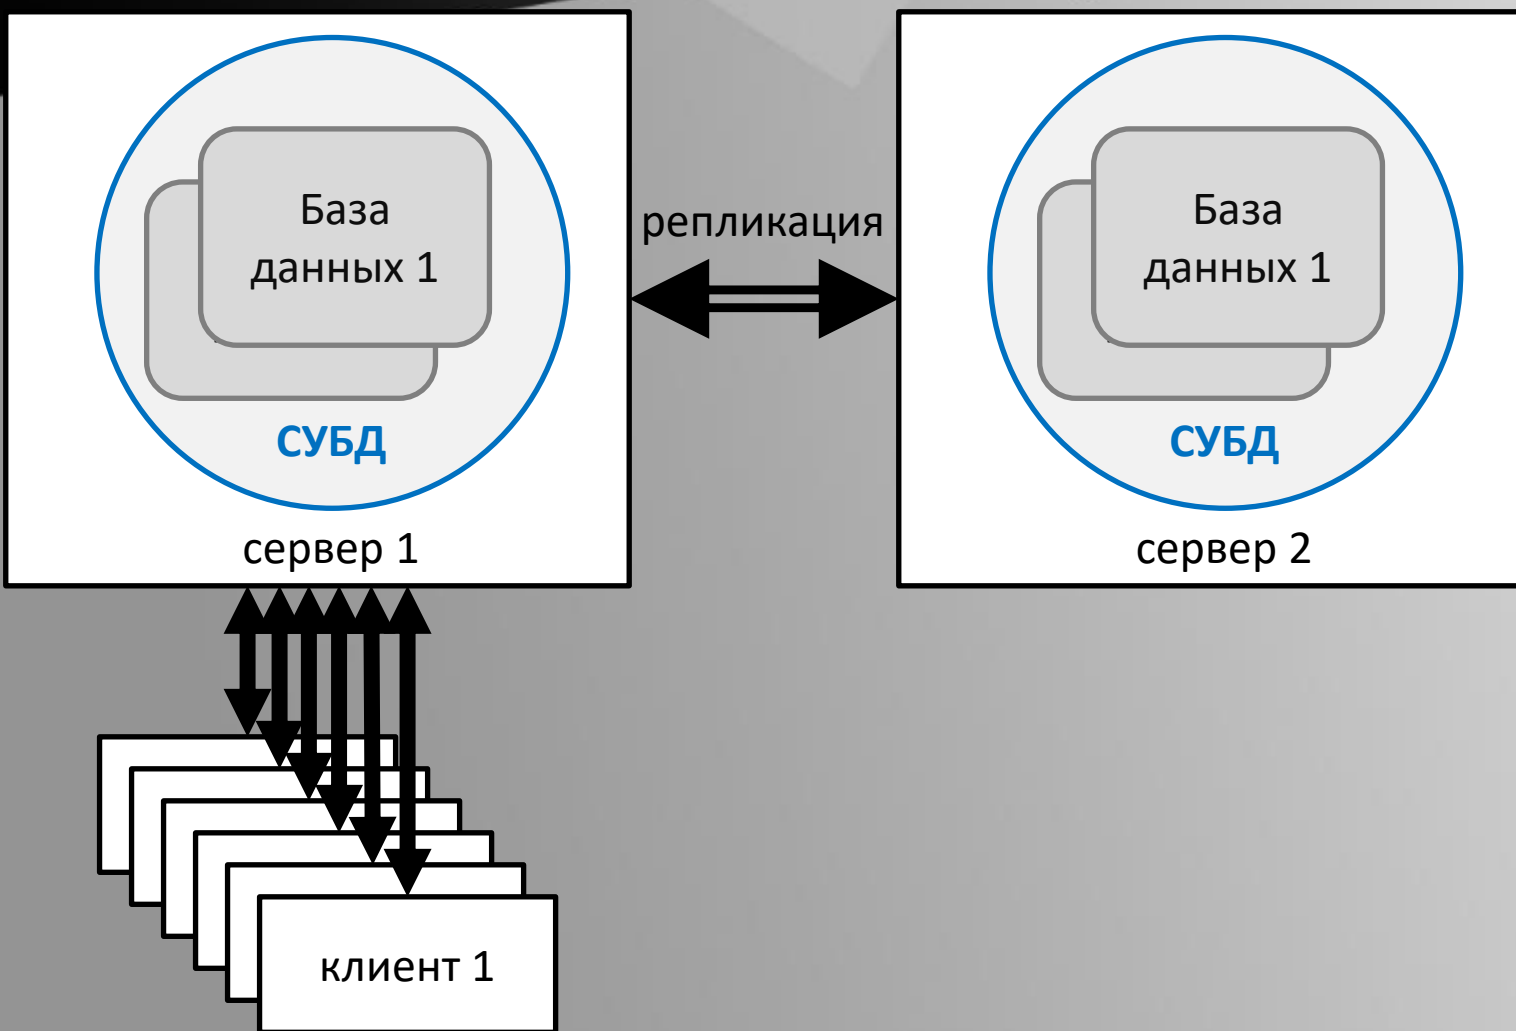 База
данных 1
СУБД
сервер 1
репликация
База
данных 1
СУБД
сервер 2
клиент 1